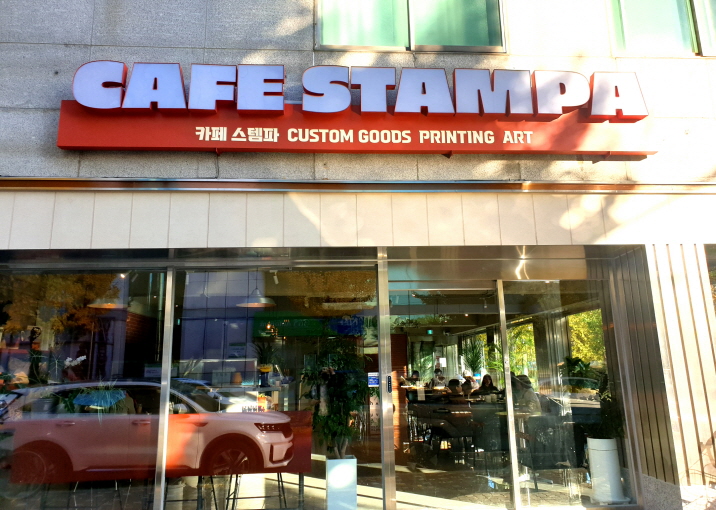 CAFE STAMPA
카페 스템파 CUSTOM GOODS PRINTING ART